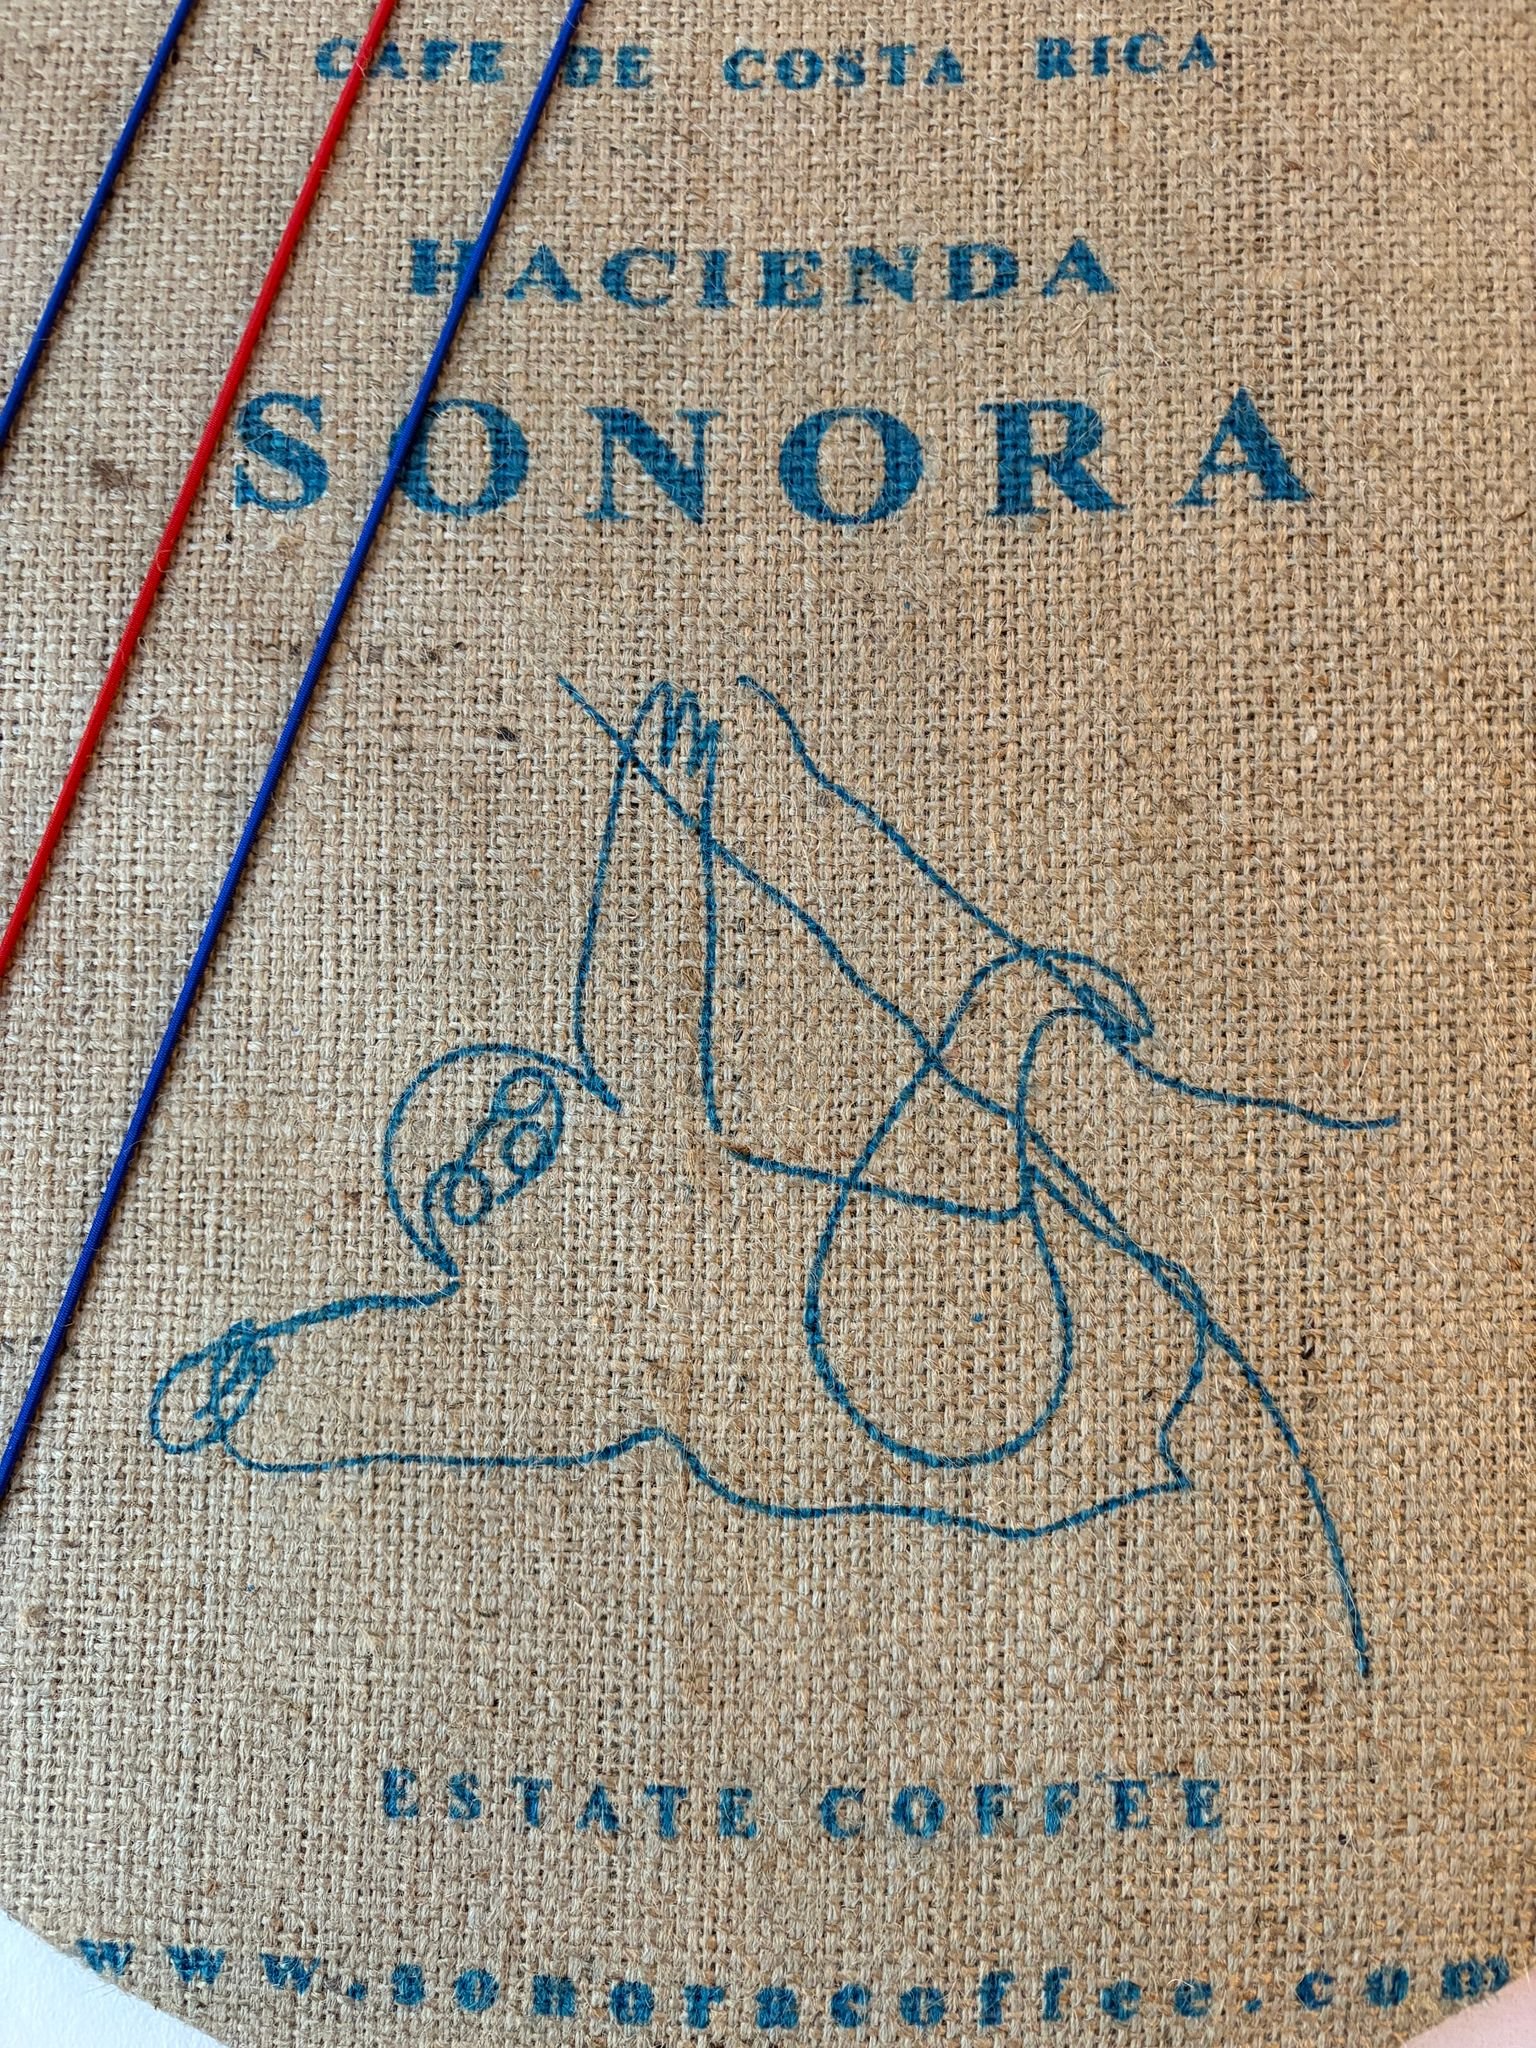 CAFE DE COSTA RICA
HACIENDA
SONORA
ESTATE COFFEE
www.sonoracoffee.com